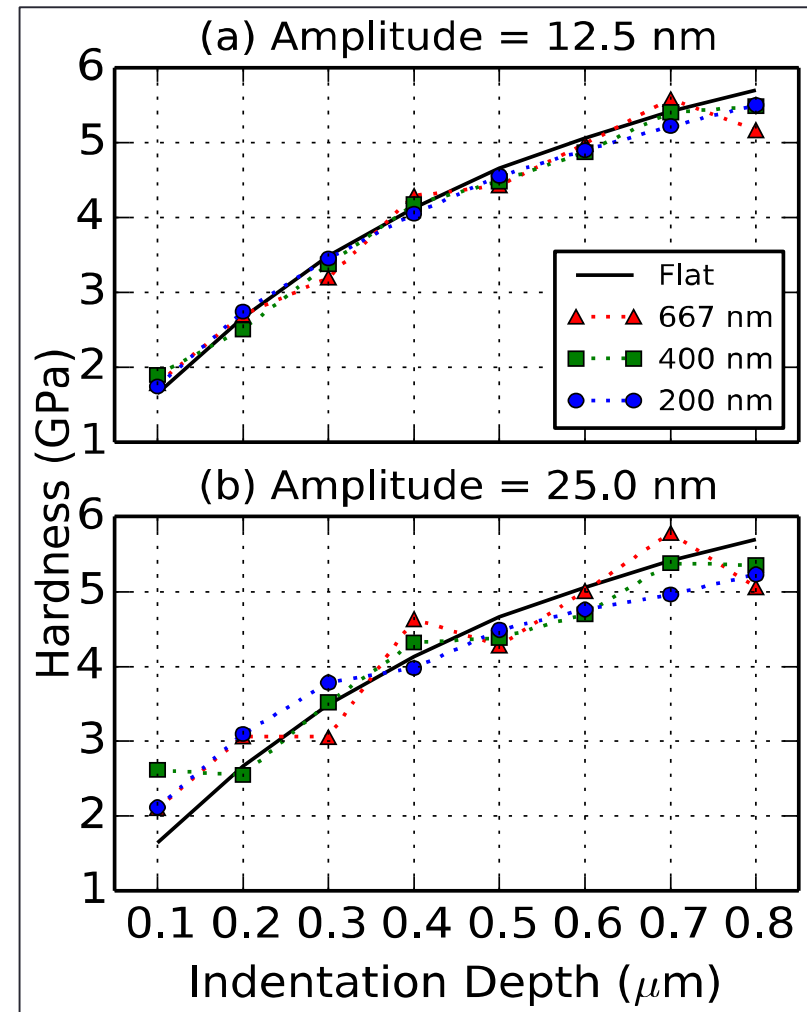 (a) Amplitude = 12.5 nm
6
5
4
3
2
1
Flat
667 nm
400 nm
200 nm
Hardness (GPa)
(b) Amplitude = 25.0 nm
6
5
4
3
2
1
0.1 0.2 0.3 0.4 0.5 0.6 0.7 0.8
Indentation Depth (μm)